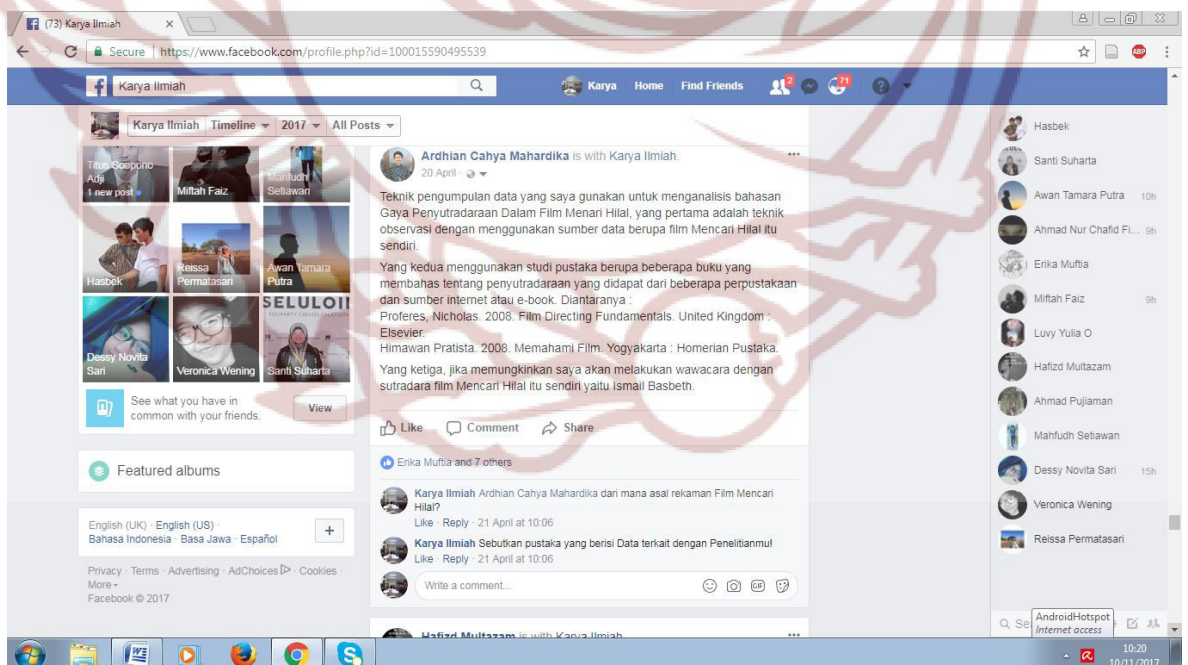 (73) Karya Ilmiah
Secure https://www.facebook.com/profile.php?id=100015590495539
ABP
Karya Ilmiah
Karya Home Find Friends 2 71
Karya Ilmiah Timeline 2017 All Posts
Titus Soepono
Adji
1 new post
Miftah Faiz
Mahfudh
Setiawan
Hasbek
Reissa
Permatasari
Awan Tamara
Putra
SELULOI
Dessy Novita
Sari
Veronica Wening
Santi Suharta
See what you have in
common with your friends.
View
Featured albums
English (UK) · English (US) ·
Bahasa Indonesia · Basa Jawa · Español
+
Privacy · Terms · Advertising · AdChoices · Cookies ·
More
Facebook © 2017
Ardhian Cahya Mahardika is with Karya Ilmiah.
20 April
Teknik pengumpulan data yang saya gunakan untuk menganalisis bahasan
Gaya Penyutradaraan Dalam Film Menari Hilal, yang pertama adalah teknik
observasi dengan menggunakan sumber data berupa film Mencari Hilal itu
sendiri.
Yang kedua menggunakan studi pustaka berupa beberapa buku yang
membahas tentang penyutradaraan yang didapat dari beberapa perpustakaan
dan sumber internet atau e-book. Diantaranya :
Proferes, Nicholas. 2008. Film Directing Fundamentals. United Kingdom :
Elsevier.
Himawan Pratista. 2008. Memahami Film. Yogyakarta : Homerian Pustaka.
Yang ketiga, jika memungkinkan saya akan melakukan wawacara dengan
sutradara film Mencari Hilal itu sendiri yaitu Ismail Basbeth.
Like Comment Share
Erika Muftia and 7 others
Karya Ilmiah Ardhian Cahya Mahardika dari mana asal rekaman Film Mencari
Hilal?
Like · Reply · 21 April at 10:06
Karya Ilmiah Sebutkan pustaka yang berisi Data terkait dengan Penelitianmu!
Like · Reply · 21 April at 10:06
Write a comment...
GIF
Hafizd Multazam is with Karya Ilmiah.
Hasbek
Santi Suharta
Awan Tamara Putra 10h
Ahmad Nur Chafid Fi... 9h
Erika Muftia
Miftah Faiz 9h
Luvy Yulia O
Hafizd Multazam
Ahmad Pujiaman
Mahfudh Setiawan
Dessy Novita Sari 15h
Veronica Wening
Reissa Permatasari
AndroidHotspot
Internet access
10:20
10/11/2017